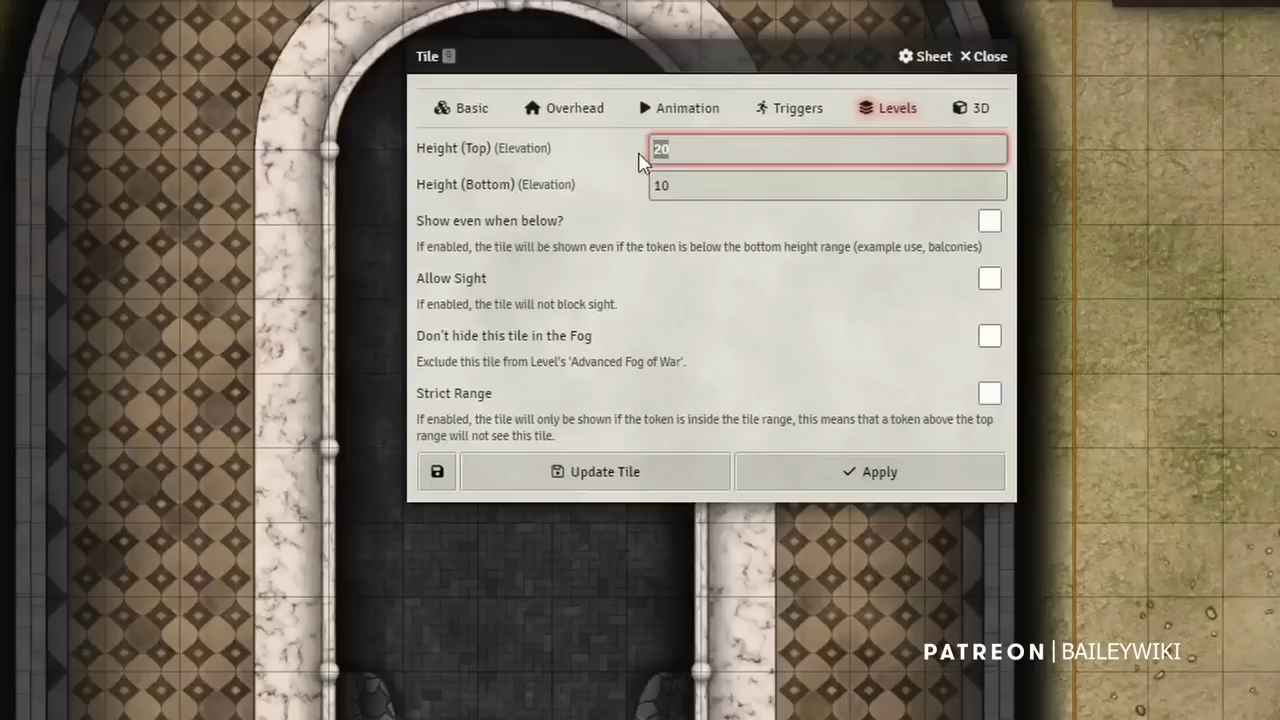 Tile
Sheet
Close
Basic
Overhead
Animation
Triggers
Levels
3D
Height (Top) (Elevation)
20
Height (Bottom) (Elevation)
10
Show even when below?
If enabled, the tile will be shown even if the token is below the bottom height range (example use, balconies)
Allow Sight
If enabled, the tile will not block sight.
Don't hide this tile in the Fog
Exclude this tile from Level's 'Advanced Fog of War'.
Strict Range
If enabled, the tile will only be shown if the token is inside the tile range, this means that a token above the top
range will not see this tile.
Update Tile
Apply
PATREON | BAILEYWIKI